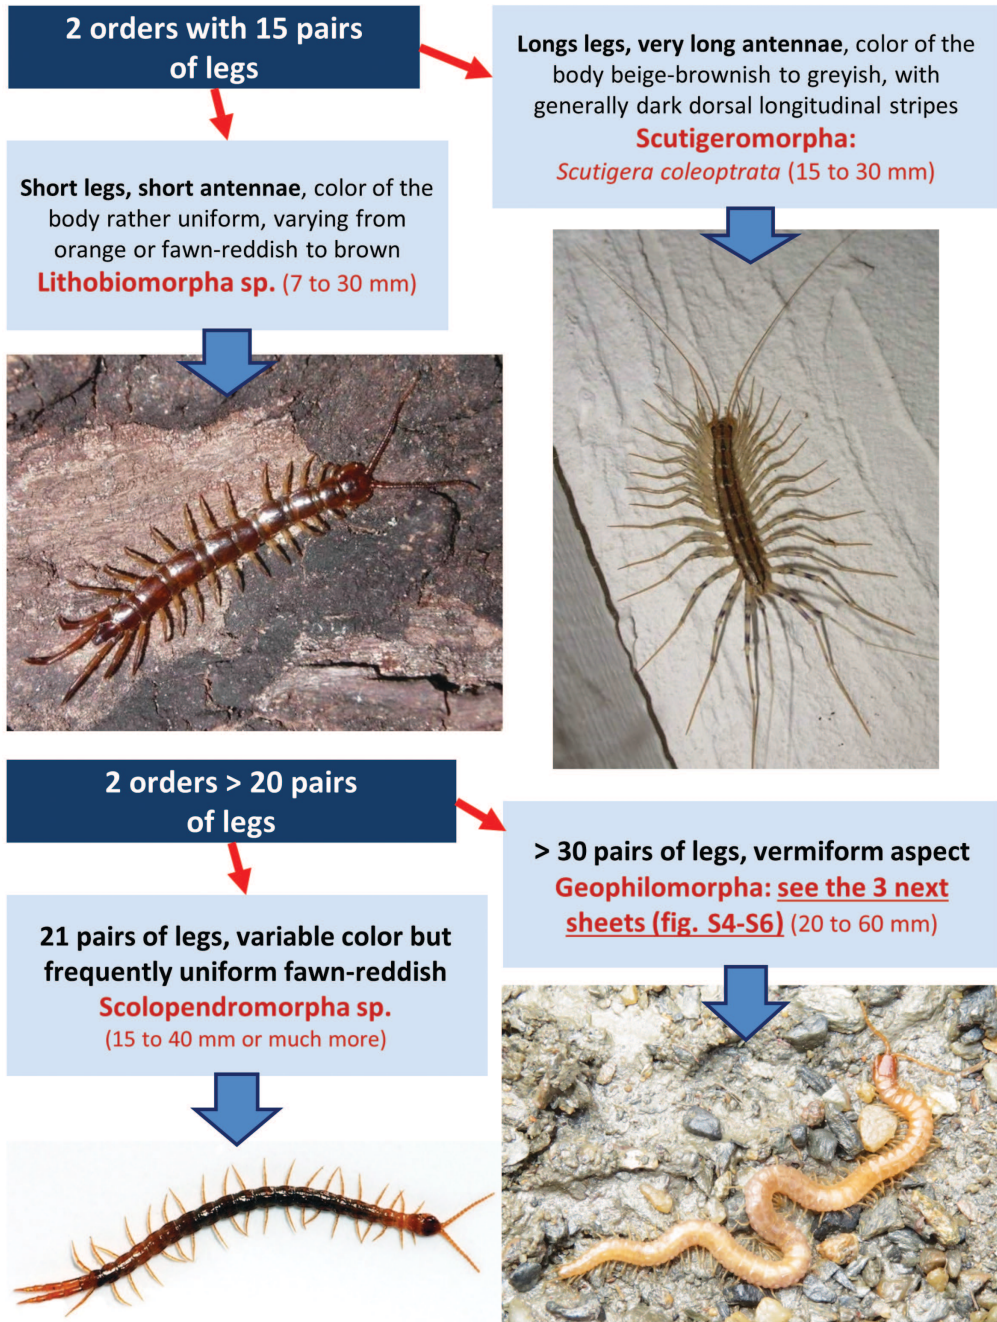 2 orders with 15 pairs
of legs
Longs legs, very long antennae, color of the
body beige-brownish to greyish, with
generally dark dorsal longitudinal stripes
Scutigeromorpha:
Scutigera coleoptrata (15 to 30 mm)
Short legs, short antennae, color of the
body rather uniform, varying from
orange or fawn-reddish to brown
Lithobiomorpha sp. (7 to 30 mm)
2 orders > 20 pairs
of legs
> 30 pairs of legs, vermiform aspect
Geophilomorpha: see the 3 next
sheets (fig. S4-S6) (20 to 60 mm)
21 pairs of legs, variable color but
frequently uniform fawn-reddish
Scolopendromorpha sp.
(15 to 40 mm or much more)